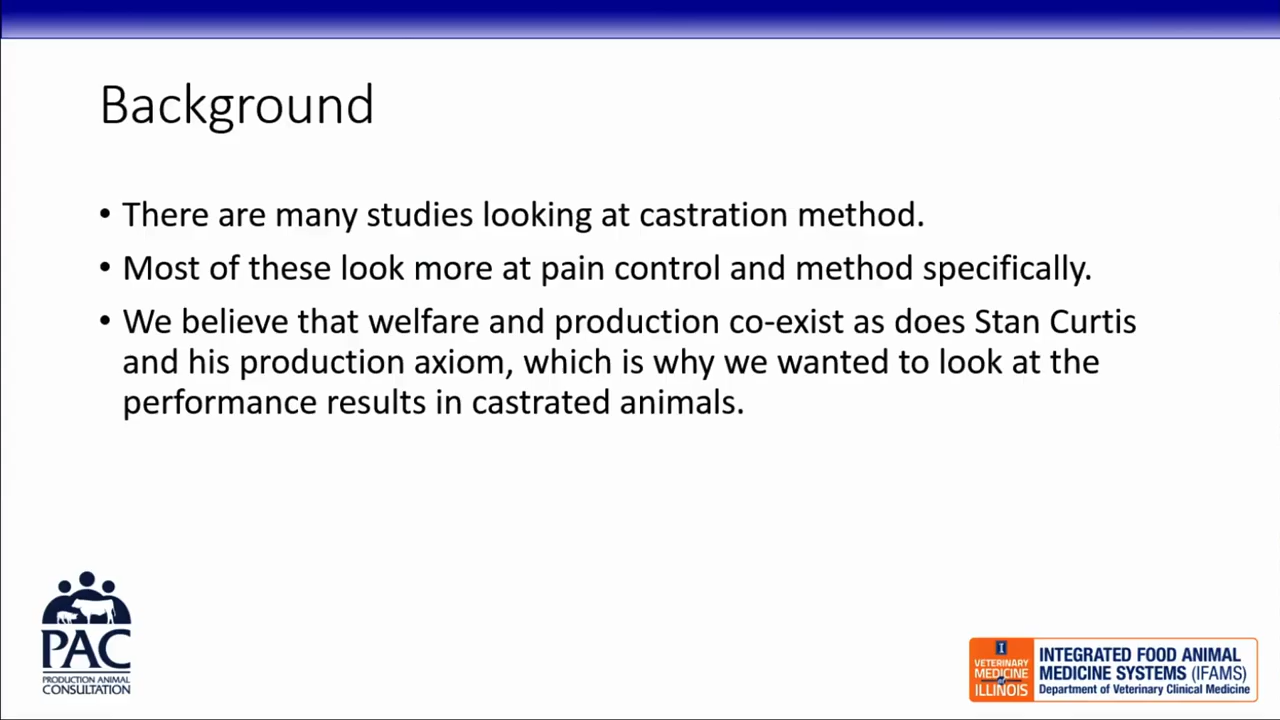 Background
• There are many studies looking at castration method.
• Most of these look more at pain control and method specifically.
• We believe that welfare and production co-exist as does Stan Curtis
and his production axiom, which is why we wanted to look at the
performance results in castrated animals.
PAC
PRODUCTION ANIMAL
CONSULTATION
I
VETERINARY
MEDICINE
at
ILLINOIS
INTEGRATED FOOD ANIMAL
MEDICINE SYSTEMS (IFAMS)
Department of Veterinary Clinical Medicine